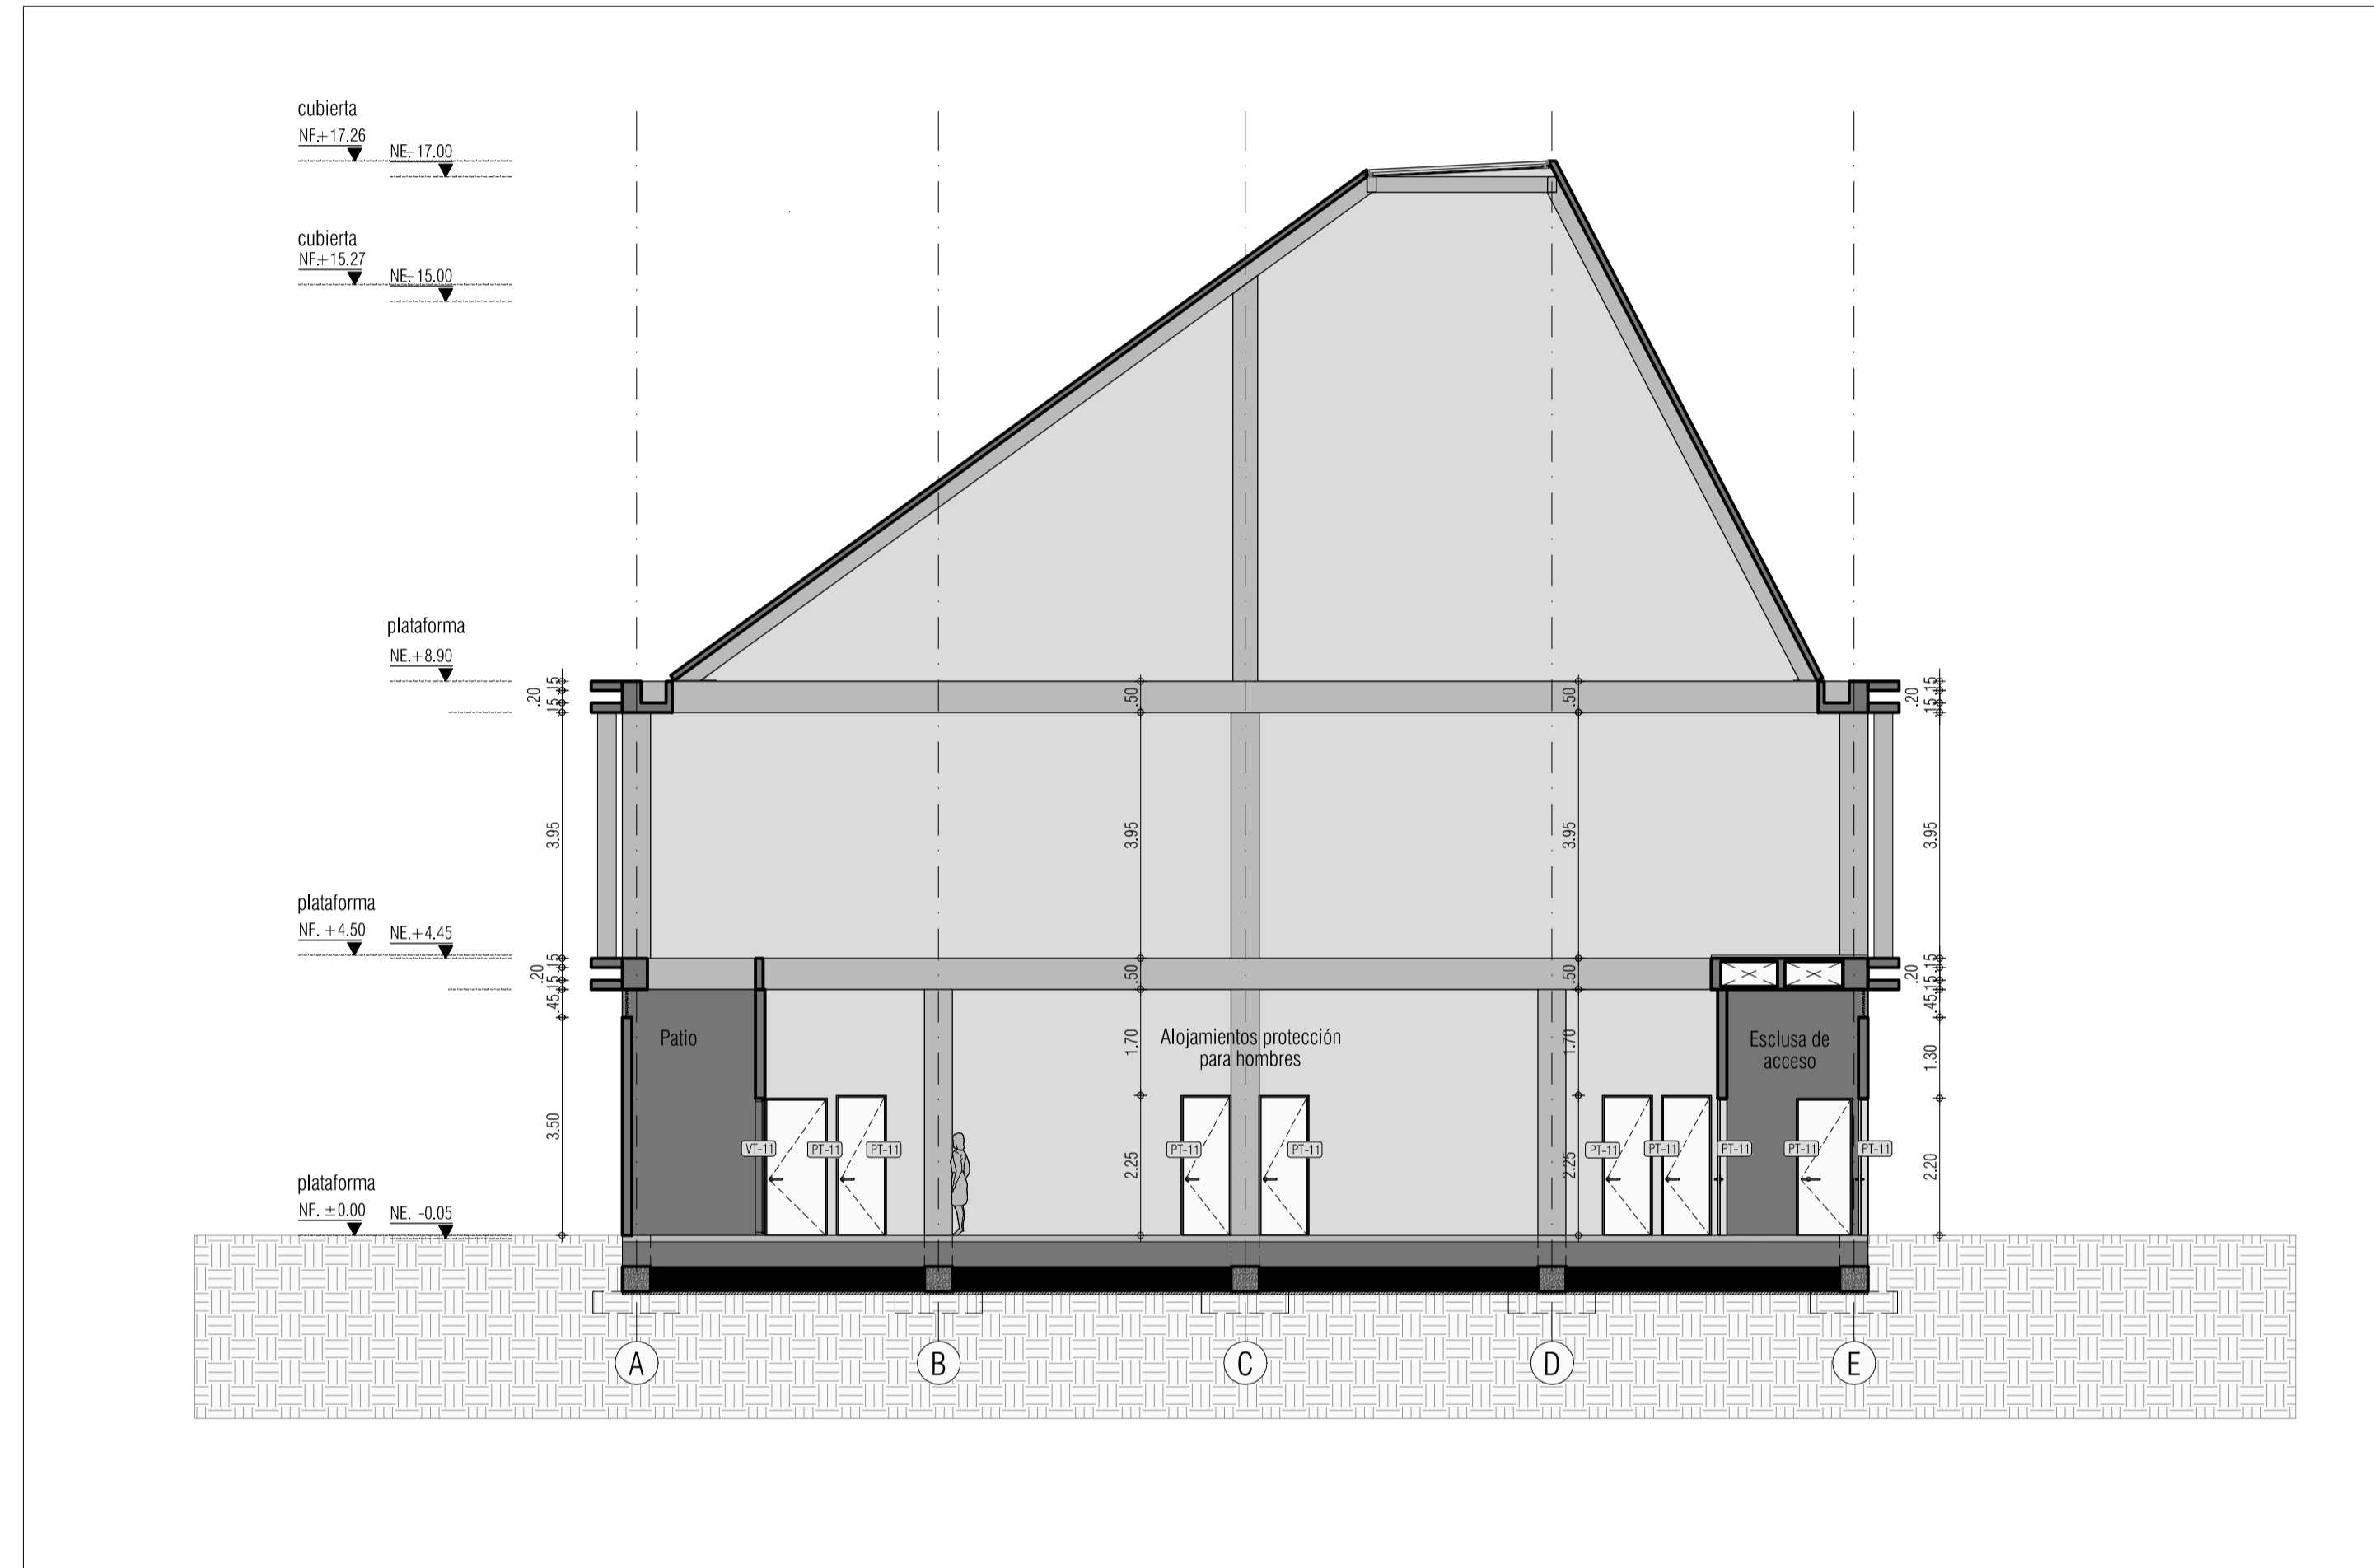 cubierta
NF.+17.26
NE.+17.00
cubierta
NF.+15.27
NE.+15.00
plataforma
NE.+8.90
.20
.15
.15
.15
.50
.50
.20
.15
.15
.15
3.95
3.95
3.95
3.95
plataforma
NF. +4.50
NE.+4.45
.20
.15
.15
.15
.45
.50
.50
.20
.15
.15
.15
.45
Patio
1.70
Alojamientos protección
para hombres
1.70
Esclusa de
acceso
1.30
3.50
VT-11
PT-11
PT-11
2.25
PT-11
PT-11
2.25
PT-11
PT-11
PT-11
PT-11
PT-11
2.20
plataforma
NF. ±0.00
NE. -0.05
A
B
C
D
E